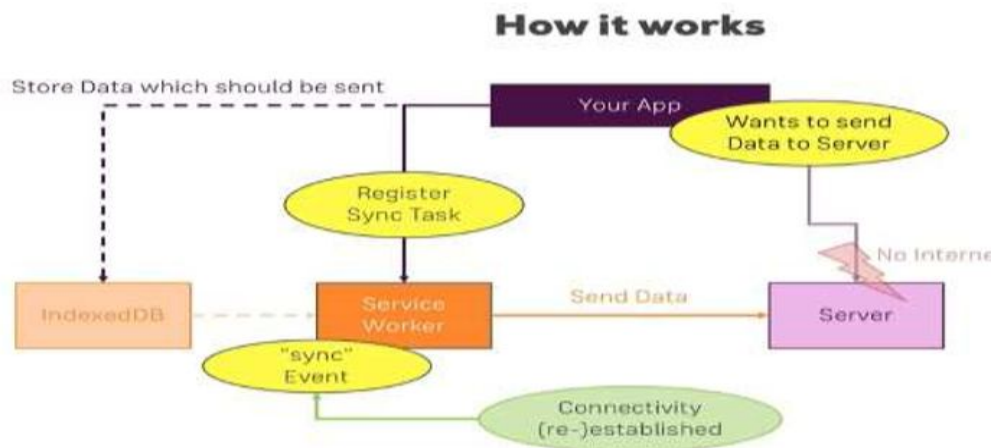 How it works
Store Data which should be sent
Your App
Wants to send
Data to Server
Register
Sync Task
No Interne
IndexedDB
Service
Worker
Send Data
Server
"sync"
Event
Connectivity
(re-)established